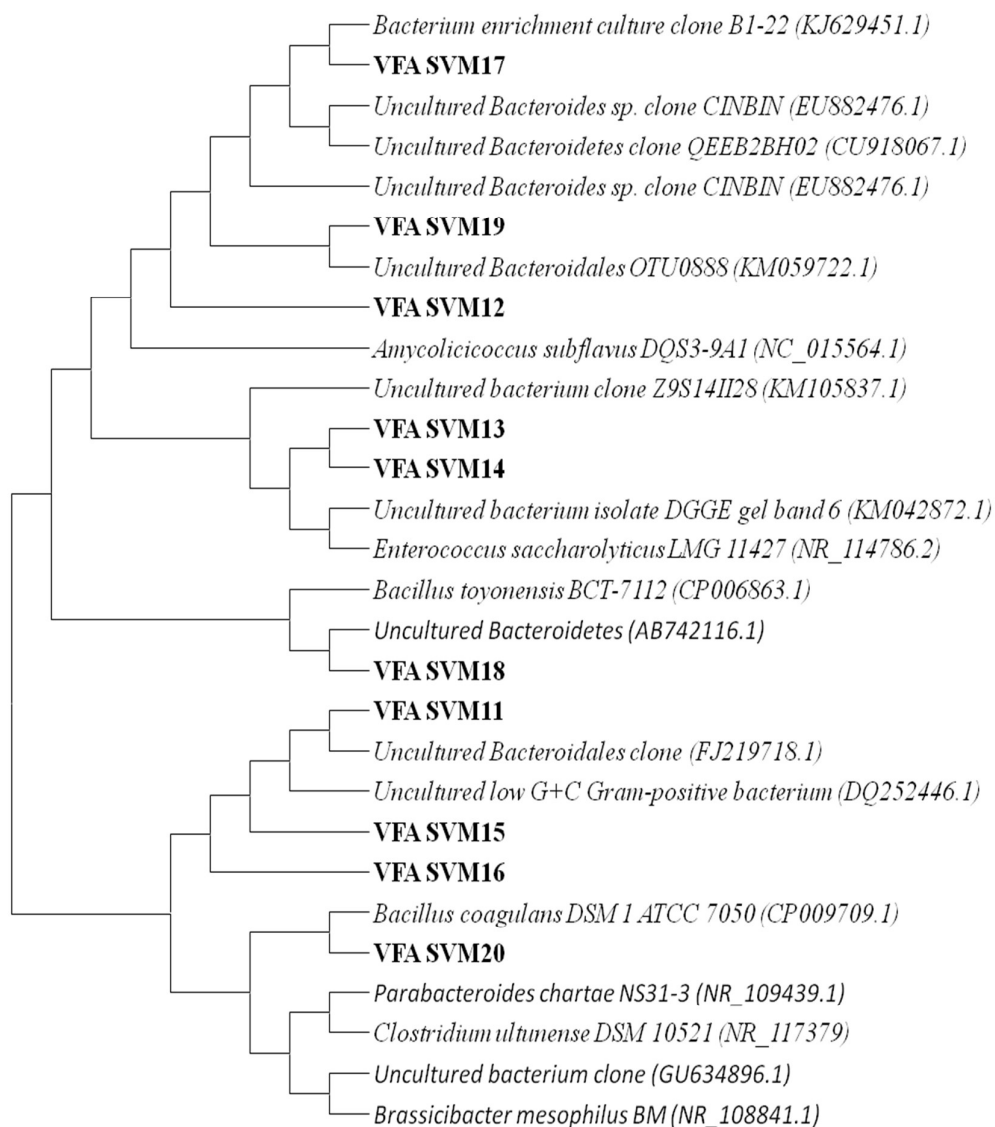 Bacterium enrichment culture clone B1-22 (KJ629451.1)
VFA SVM17
Uncultured Bacteroides sp. clone CINBIN (EU882476.1)
Uncultured Bacteroidetes clone QEEB2BH02 (CU918067.1)
Uncultured Bacteroides sp. clone CINBIN (EU882476.1)
VFA SVM19
Uncultured Bacteroidales OTU0888 (KM059722.1)
VFA SVM12
Amycolicicoccus subflavus DQS3-9A1 (NC_015564.1)
Uncultured bacterium clone Z9S14II28 (KM105837.1)
VFA SVM13
VFA SVM14
Uncultured bacterium isolate DGGE gel band 6 (KM042872.1)
Enterococcus saccharolyticus LMG 11427 (NR_114786.2)
Bacillus toyonensis BCT-7112 (CP006863.1)
Uncultured Bacteroidetes (AB742116.1)
VFA SVM18
VFA SVM11
Uncultured Bacteroidales clone (FJ219718.1)
Uncultured low G+C Gram-positive bacterium (DQ252446.1)
VFA SVM15
VFA SVM16
Bacillus coagulans DSM 1 ATCC 7050 (CP009709.1)
VFA SVM20
Parabacteroides chartae NS31-3 (NR_109439.1)
Clostridium ultunense DSM 10521 (NR_117379)
Uncultured bacterium clone (GU634896.1)
Brassicibacter mesophilus BM (NR_108841.1)